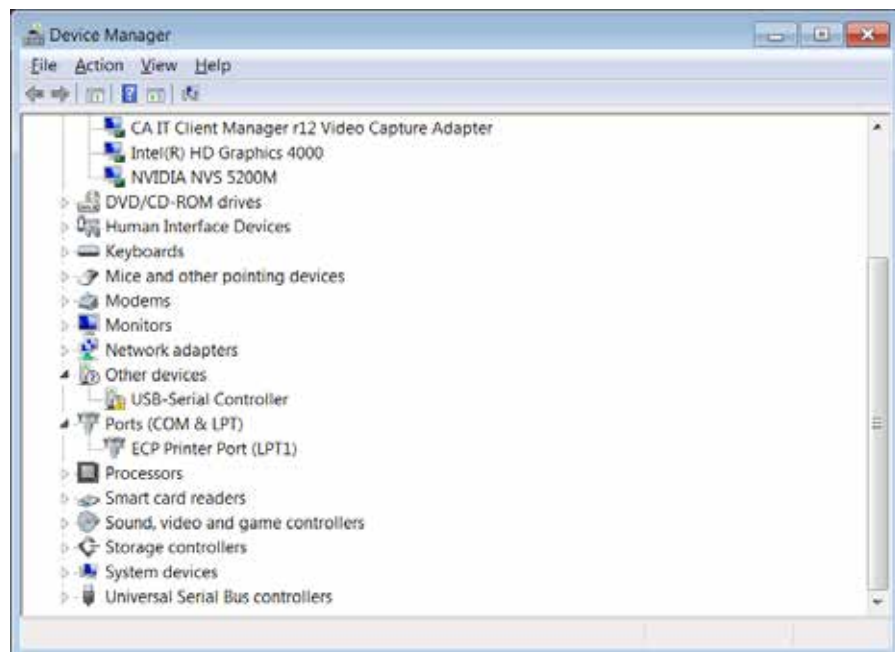 Device Manager
File Action View Help
CA IT Client Manager r12 Video Capture Adapter
Intel(R) HD Graphics 4000
NVIDIA NVS 5200M
DVD/CD-ROM drives
Human Interface Devices
Keyboards
Mice and other pointing devices
Modems
Monitors
Network adapters
Other devices
USB-Serial Controller
Ports (COM & LPT)
ECP Printer Port (LPT1)
Processors
Smart card readers
Sound, video and game controllers
Storage controllers
System devices
Universal Serial Bus controllers